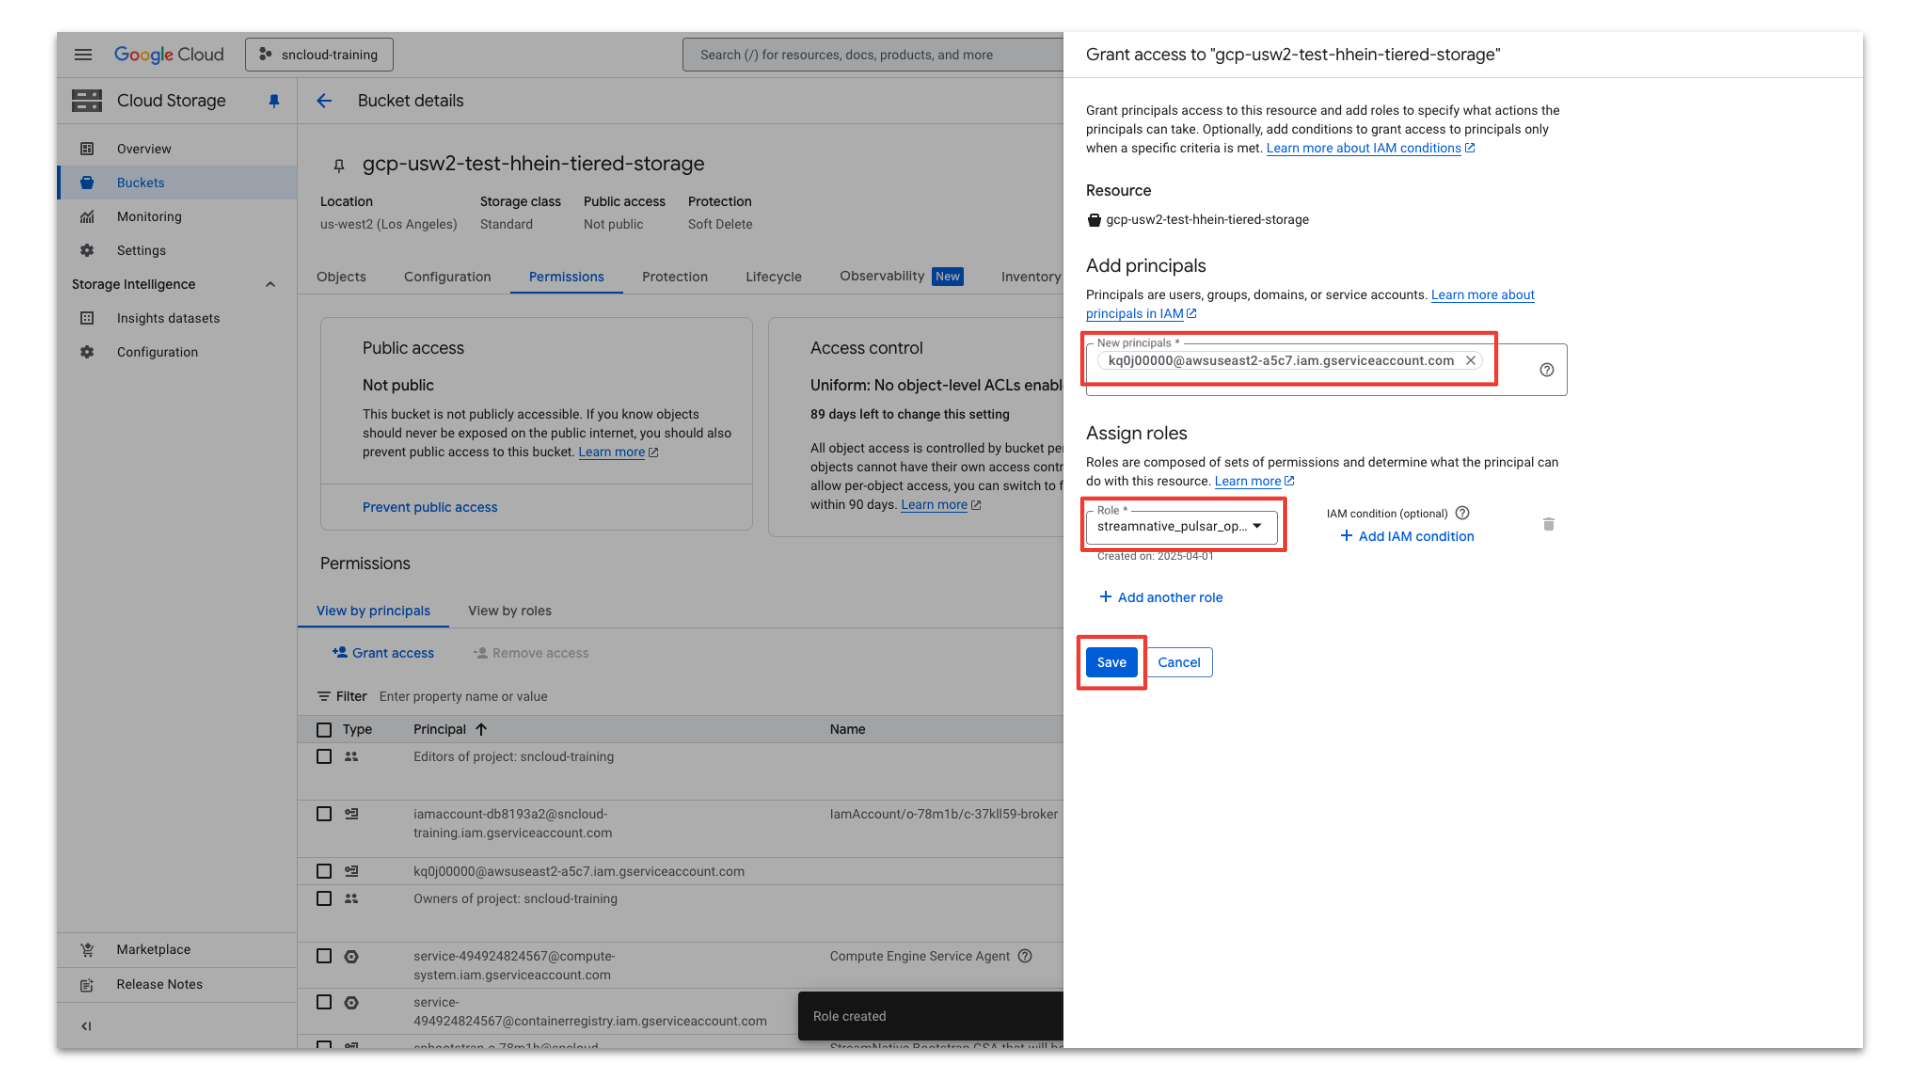 Google Cloud
sncloud-training
Search (/) for resources, docs, products, and more
Cloud Storage
Bucket details
Overview
Buckets
Monitoring
Settings
Storage Intelligence
Insights datasets
Configuration
Marketplace
Release Notes
gcp-usw2-test-hhein-tiered-storage
Location
Storage class
Public access
Protection
us-west2 (Los Angeles)
Standard
Not public
Soft Delete
Objects
Configuration
Permissions
Protection
Lifecycle
Observability
New
Inventory
Public access
Not public
This bucket is not publicly accessible. If you know objects
should never be exposed on the public internet, you should also
prevent public access to this bucket. Learn more
Prevent public access
Access control
Uniform: No object-level ACLs enabl
89 days left to change this setting
All object access is controlled by bucket pe
objects cannot have their own access contr
allow per-object access, you can switch to f
within 90 days. Learn more
Permissions
View by principals
View by roles
Grant access
Remove access
Filter
Enter property name or value
Type
Principal
Name
Editors of project: sncloud-training
iamaccount-db8193a2@sncloud-
training.iam.gserviceaccount.com
IamAccount/o-78m1b/c-37kll59-broker
kq0j00000@awsuseast2-a5c7.iam.gserviceaccount.com
Owners of project: sncloud-training
service-494924824567@compute-
system.iam.gserviceaccount.com
Compute Engine Service Agent
service-
494924824567@containerregistry.iam.gserviceaccount.com
Role created
Grant access to "gcp-usw2-test-hhein-tiered-storage"
Grant principals access to this resource and add roles to specify what actions the
principals can take. Optionally, add conditions to grant access to principals only
when a specific criteria is met. Learn more about IAM conditions
Resource
gcp-usw2-test-hhein-tiered-storage
Add principals
Principals are users, groups, domains, or service accounts. Learn more about
principals in IAM
New principals *
kq0j00000@awsuseast2-a5c7.iam.gserviceaccount.com
Assign roles
Roles are composed of sets of permissions and determine what the principal can
do with this resource. Learn more
Role *
streamnative_pulsar_op...
Created on: 2025-04-01
IAM condition (optional)
+ Add IAM condition
+ Add another role
Save
Cancel